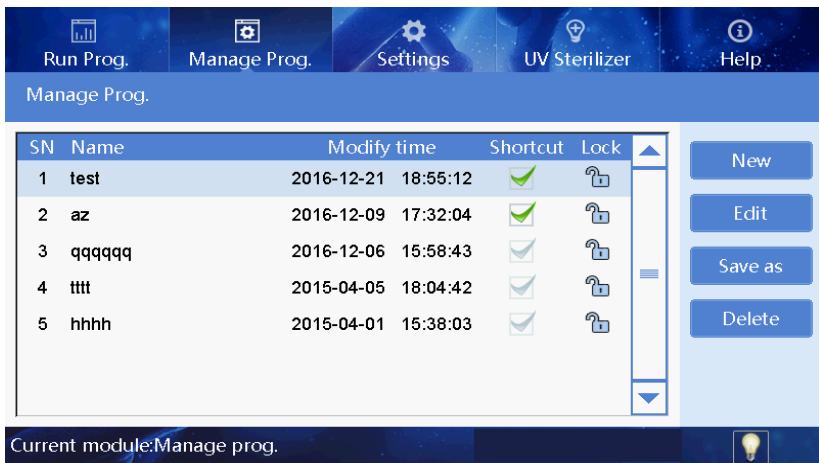 Run Prog. Manage Prog. Settings UV Sterilizer Help
Manage Prog.
SN Name Modify time Shortcut Lock
1 test 2016-12-21 18:55:12
2 az 2016-12-09 17:32:04
3 qqqqqq 2016-12-06 15:58:43
4 tttt 2015-04-05 18:04:42
5 hhhh 2015-04-01 15:38:03
New
Edit
Save as
Delete
Current module:Manage prog.